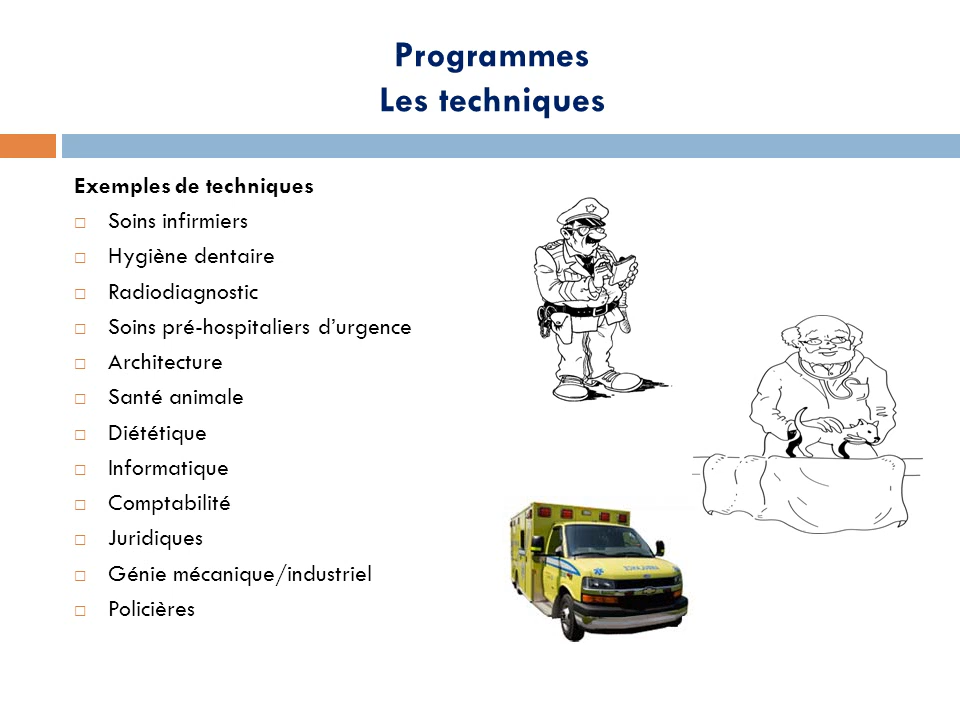 Programmes
Les techniques
Exemples de techniques
Soins infirmiers
Hygiène dentaire
Radiodiagnostic
Soins pré-hospitaliers d’urgence
Architecture
Santé animale
Diététique
Informatique
Comptabilité
Juridiques
Génie mécanique/industriel
Policières